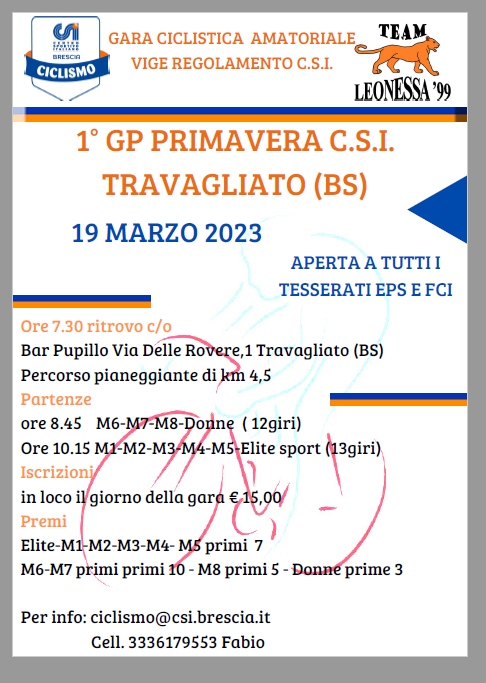 CSI
CENTRO
SPORTIVO
ITALIANO
BRESCIA
CICLISMO
GARA CICLISTICA AMATORIALE
VIGE REGOLAMENTO C.S.I.
TEAM
LEONESSA '99
1° GP PRIMAVERA C.S.I.
TRAVAGLIATO (BS)
19 MARZO 2023
APERTA A TUTTI I
TESSERATI EPS E FCI
Ore 7.30 ritrovo c/o
Bar Pupillo Via Delle Rovere,1 Travagliato (BS)
Percorso pianeggiante di km 4,5
Partenze
ore 8.45 M6-M7-M8-Donne ( 12giri)
Ore 10.15 M1-M2-M3-M4-M5-Elite sport (13giri)
Iscrizioni
in loco il giorno della gara € 15,00
Premi
Elite-M1-M2-M3-M4- M5 primi 7
M6-M7 primi primi 10 - M8 primi 5 - Donne prime 3
Per info: ciclismo@csi.brescia.it
Cell. 3336179553 Fabio